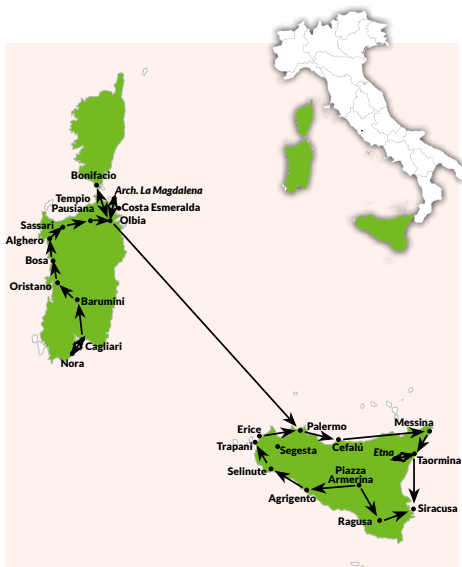 Bonifacio
Arch. La Magdalena
Tempio
Pausiana
Costa Esmeralda
Olbia
Sassari
Alghero
Bosa
Oristano
Barumini
Cagliari
Nora
Messina
Palermo
Erice
Trapani
Cefalú
Segesta
Etna
Taormina
Selinute
Piazza
Armerina
Agrigento
Siracusa
Ragusa